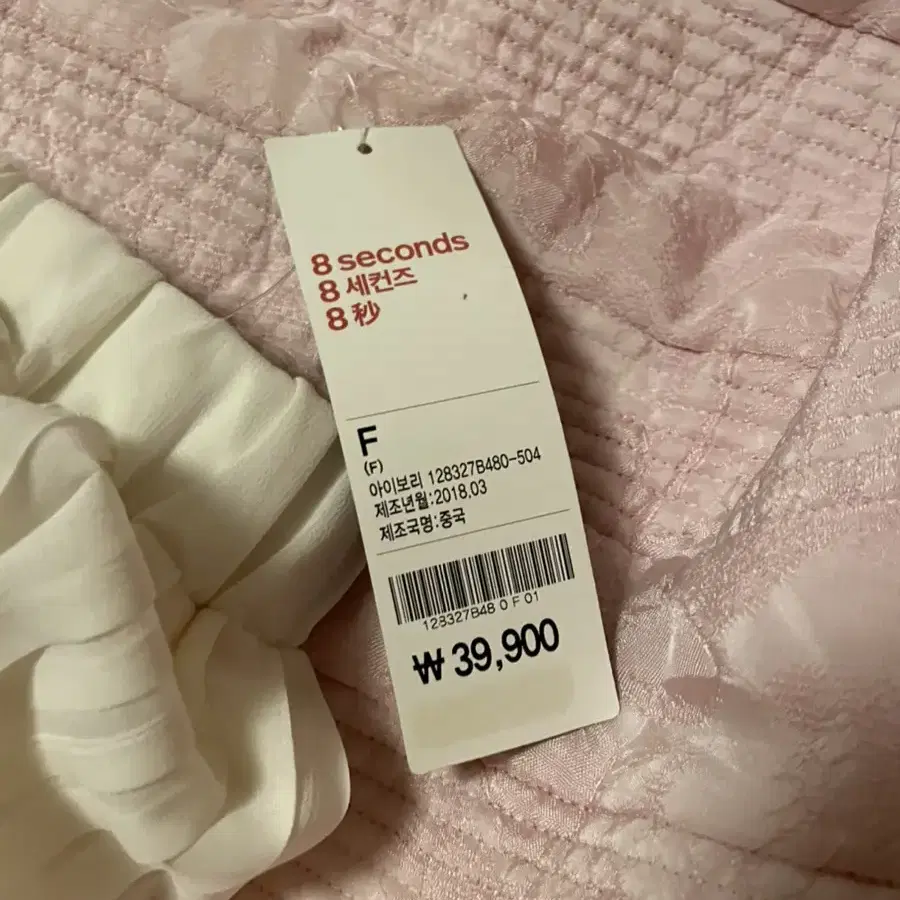 8 seconds
8 세컨즈
8 秒
F
(F)
아이보리 128327B480-504
제조년월:2018.03
제조국명:중국
128327B48 0 F 01
₩ 39,900